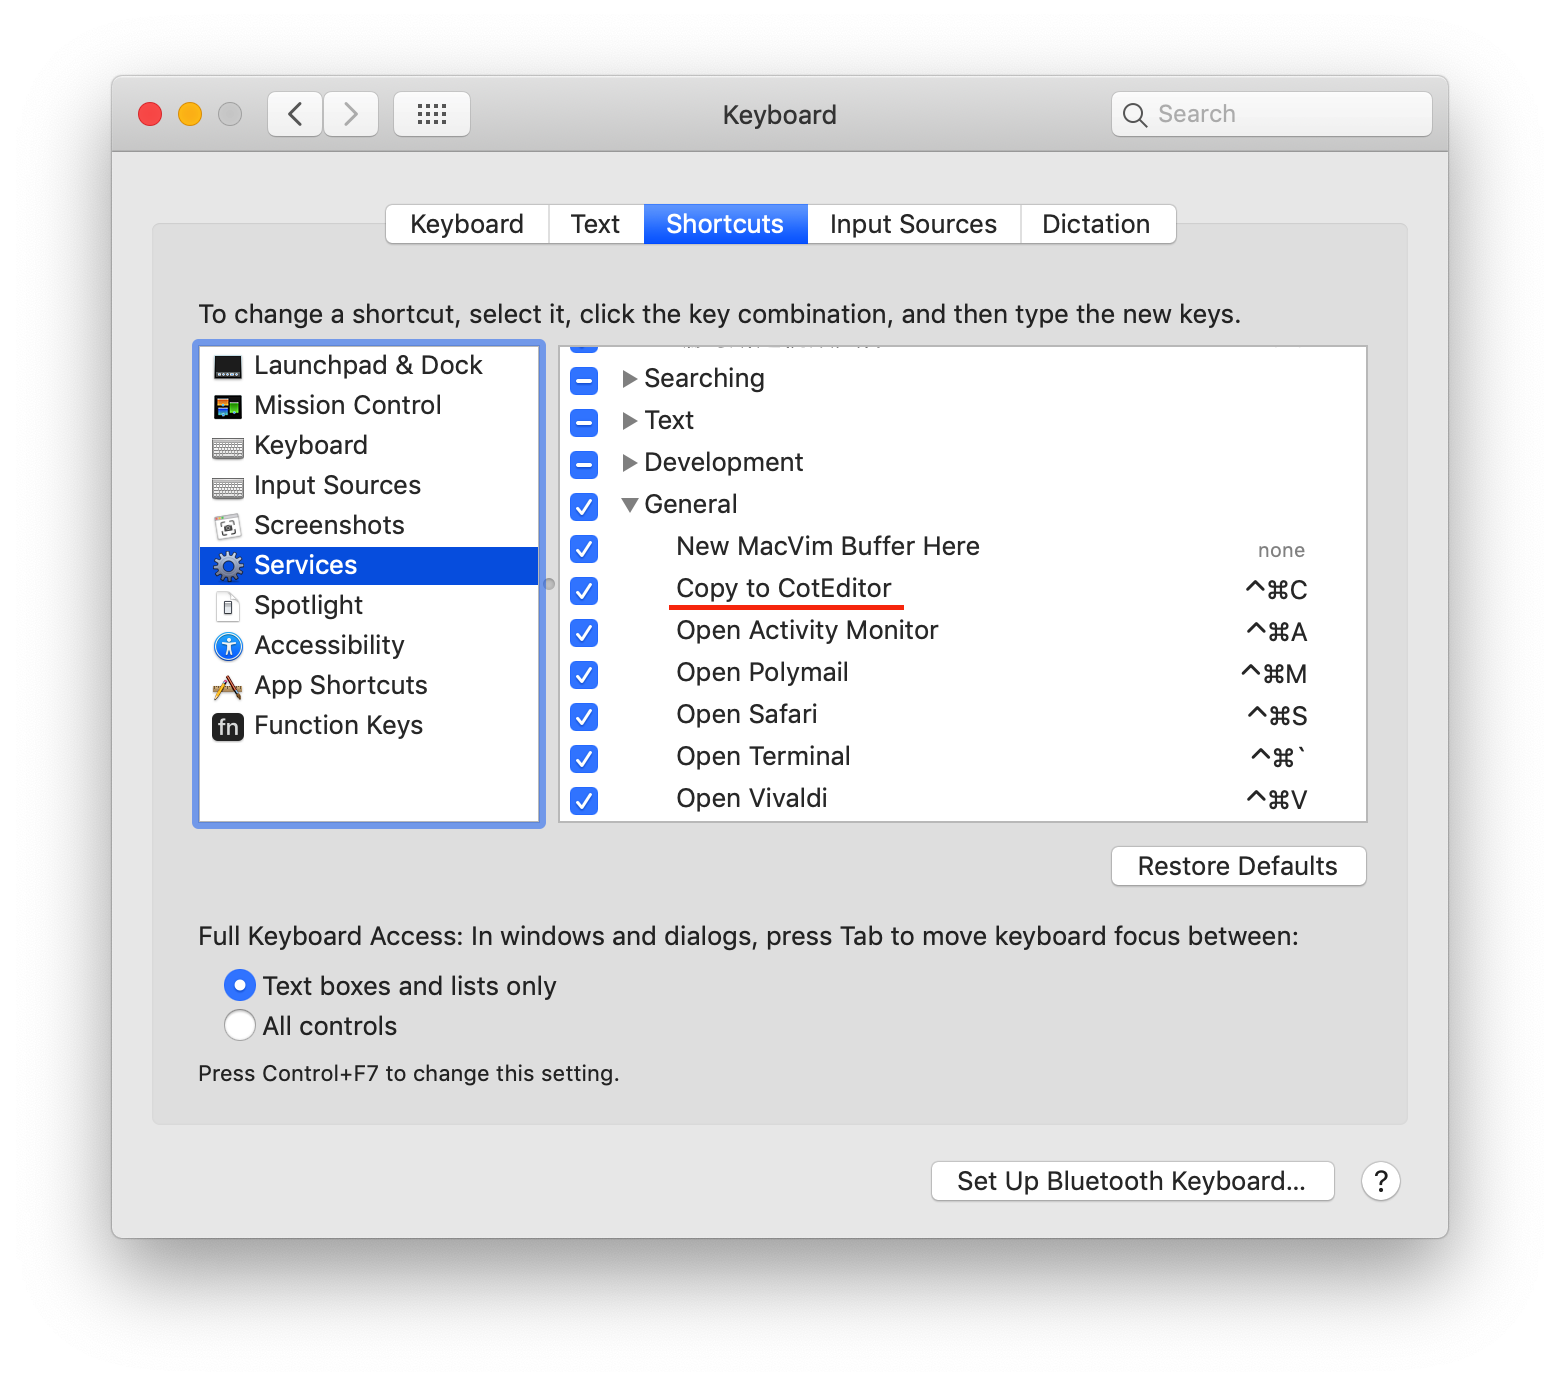 Keyboard
Search
Keyboard Text Shortcuts Input Sources Dictation
To change a shortcut, select it, click the key combination, and then type the new keys.
Launchpad & Dock
Mission Control
Keyboard
Input Sources
Screenshots
Services
Spotlight
Accessibility
App Shortcuts
fn Function Keys
Searching
Text
Development
General
New MacVim Buffer Here none
Copy to CotEditor ^⌘C
Open Activity Monitor ^⌘A
Open Polymail ^⌘M
Open Safari ^⌘S
Open Terminal ^⌘`
Open Vivaldi ^⌘V
Restore Defaults
Full Keyboard Access: In windows and dialogs, press Tab to move keyboard focus between:
Text boxes and lists only
All controls
Press Control+F7 to change this setting.
Set Up Bluetooth Keyboard... ?